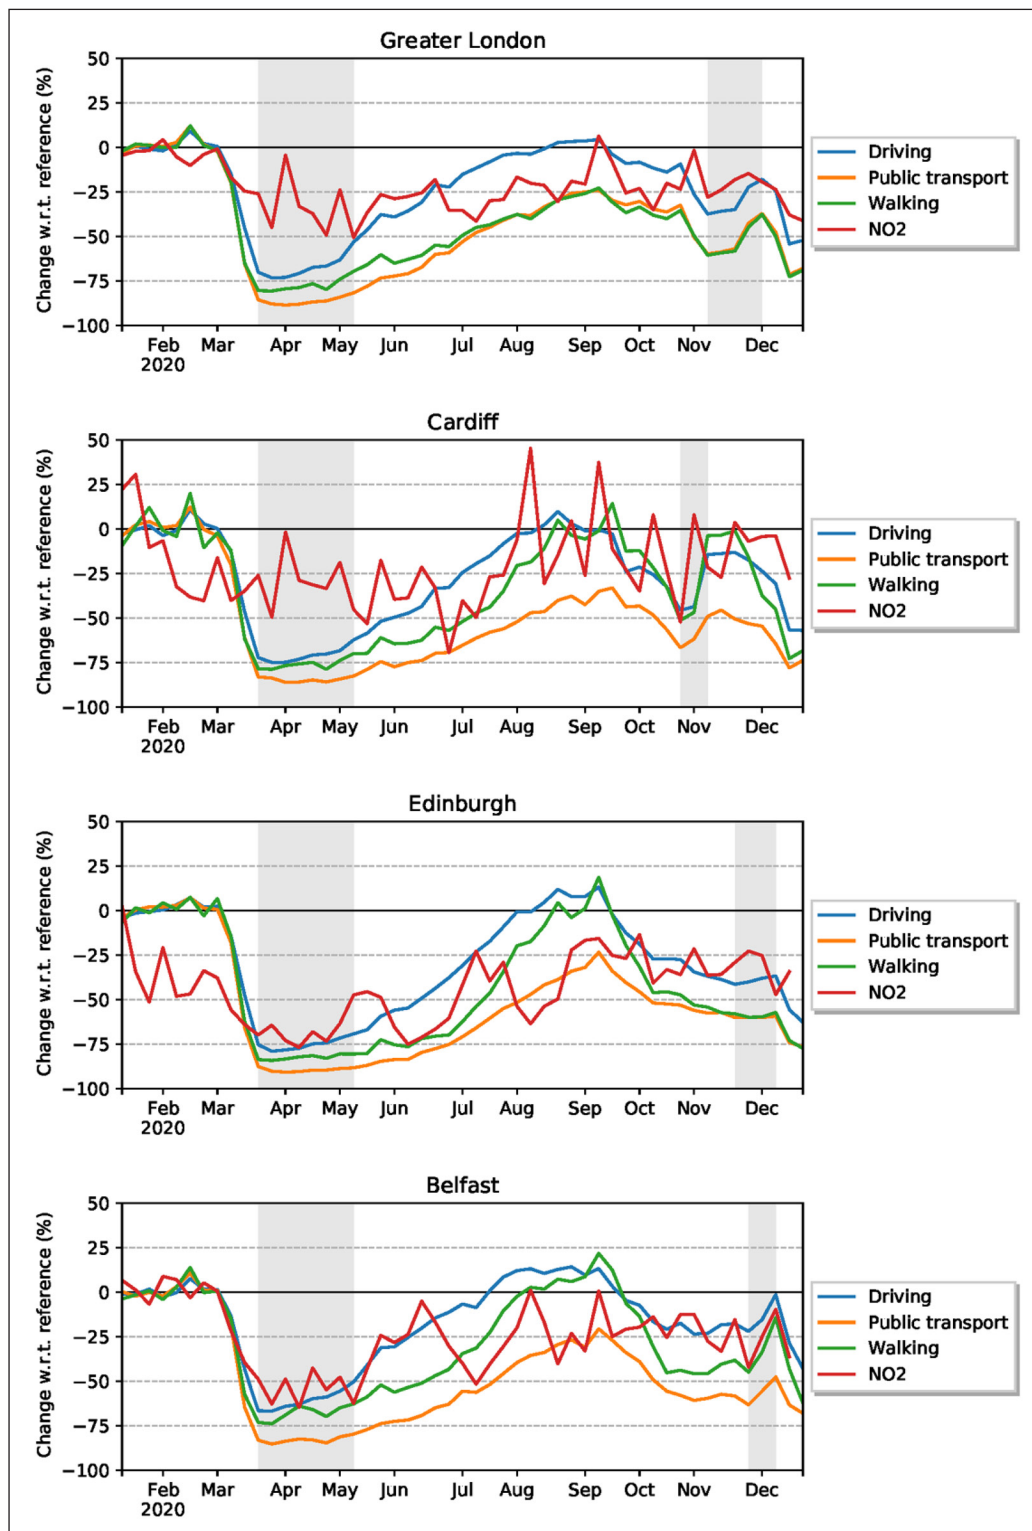 Greater London
Change w.r.t. reference (%)
50
25
0
−25
−50
−75
−100
Feb Mar Apr May Jun Jul Aug Sep Oct Nov Dec
2020
Driving
Public transport
Walking
NO2
Cardiff
Change w.r.t. reference (%)
50
25
0
−25
−50
−75
−100
Feb Mar Apr May Jun Jul Aug Sep Oct Nov Dec
2020
Driving
Public transport
Walking
NO2
Edinburgh
Change w.r.t. reference (%)
50
25
0
−25
−50
−75
−100
Feb Mar Apr May Jun Jul Aug Sep Oct Nov Dec
2020
Driving
Public transport
Walking
NO2
Belfast
Change w.r.t. reference (%)
50
25
0
−25
−50
−75
−100
Feb Mar Apr May Jun Jul Aug Sep Oct Nov Dec
2020
Driving
Public transport
Walking
NO2